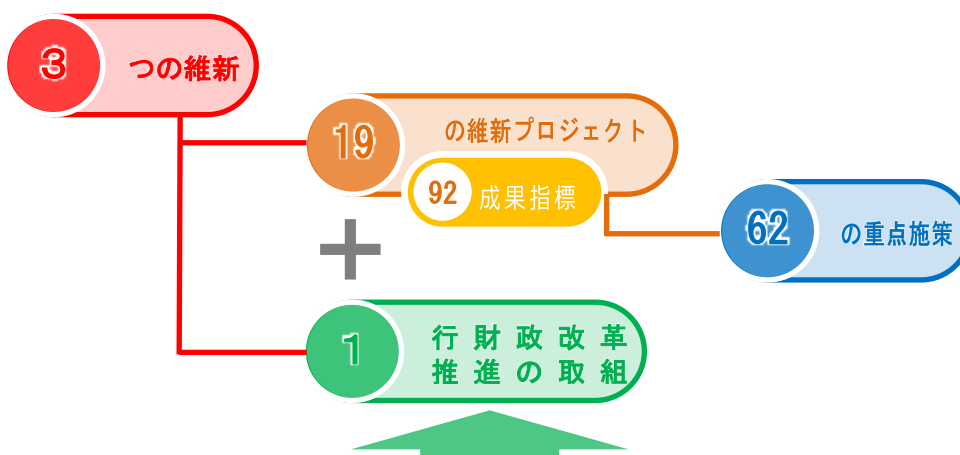 3 つの維新
19 の維新プロジェクト
92 成果指標
62 の重点施策
1 行財政改革
推進の取組